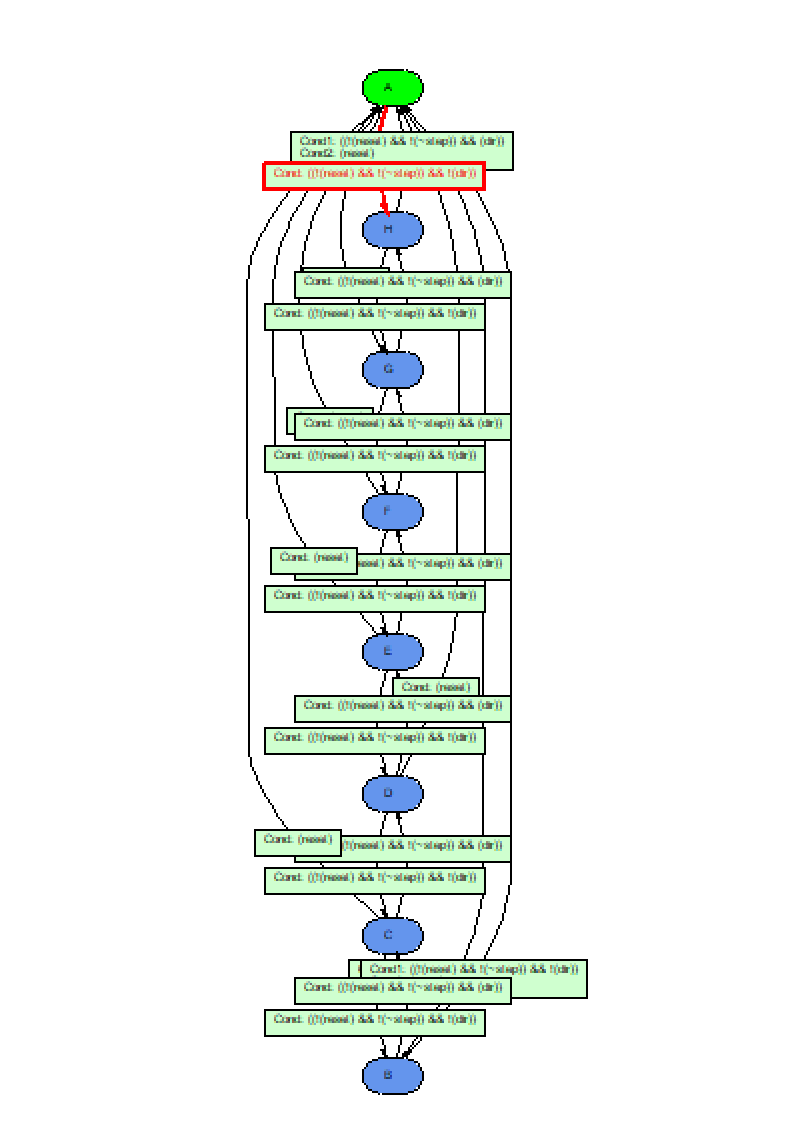 A
Cond1. ((!(reset) && !(~step)) && (dir))
Cond2. (reset)
Cond. ((!(reset) && !(~step)) && !(dir))
H
Cond. ((!(reset) && !(~step)) && (dir))
Cond. ((!(reset) && !(~step)) && !(dir))
G
Cond. ((!(reset) && !(~step)) && (dir))
Cond. ((!(reset) && !(~step)) && !(dir))
F
Cond. (reset)
reset) && !(~step)) && (dir))
Cond. ((!(reset) && !(~step)) && !(dir))
E
Cond. (reset)
Cond. ((!(reset) && !(~step)) && (dir))
Cond. ((!(reset) && !(~step)) && !(dir))
D
Cond. (reset)
(reset) && !(~step)) && (dir))
Cond. ((!(reset) && !(~step)) && !(dir))
C
Cond1. ((!(reset) && !(~step)) && !(dir))
Cond. ((!(reset) && !(~step)) && (dir))
Cond. ((!(reset) && !(~step)) && !(dir))
B